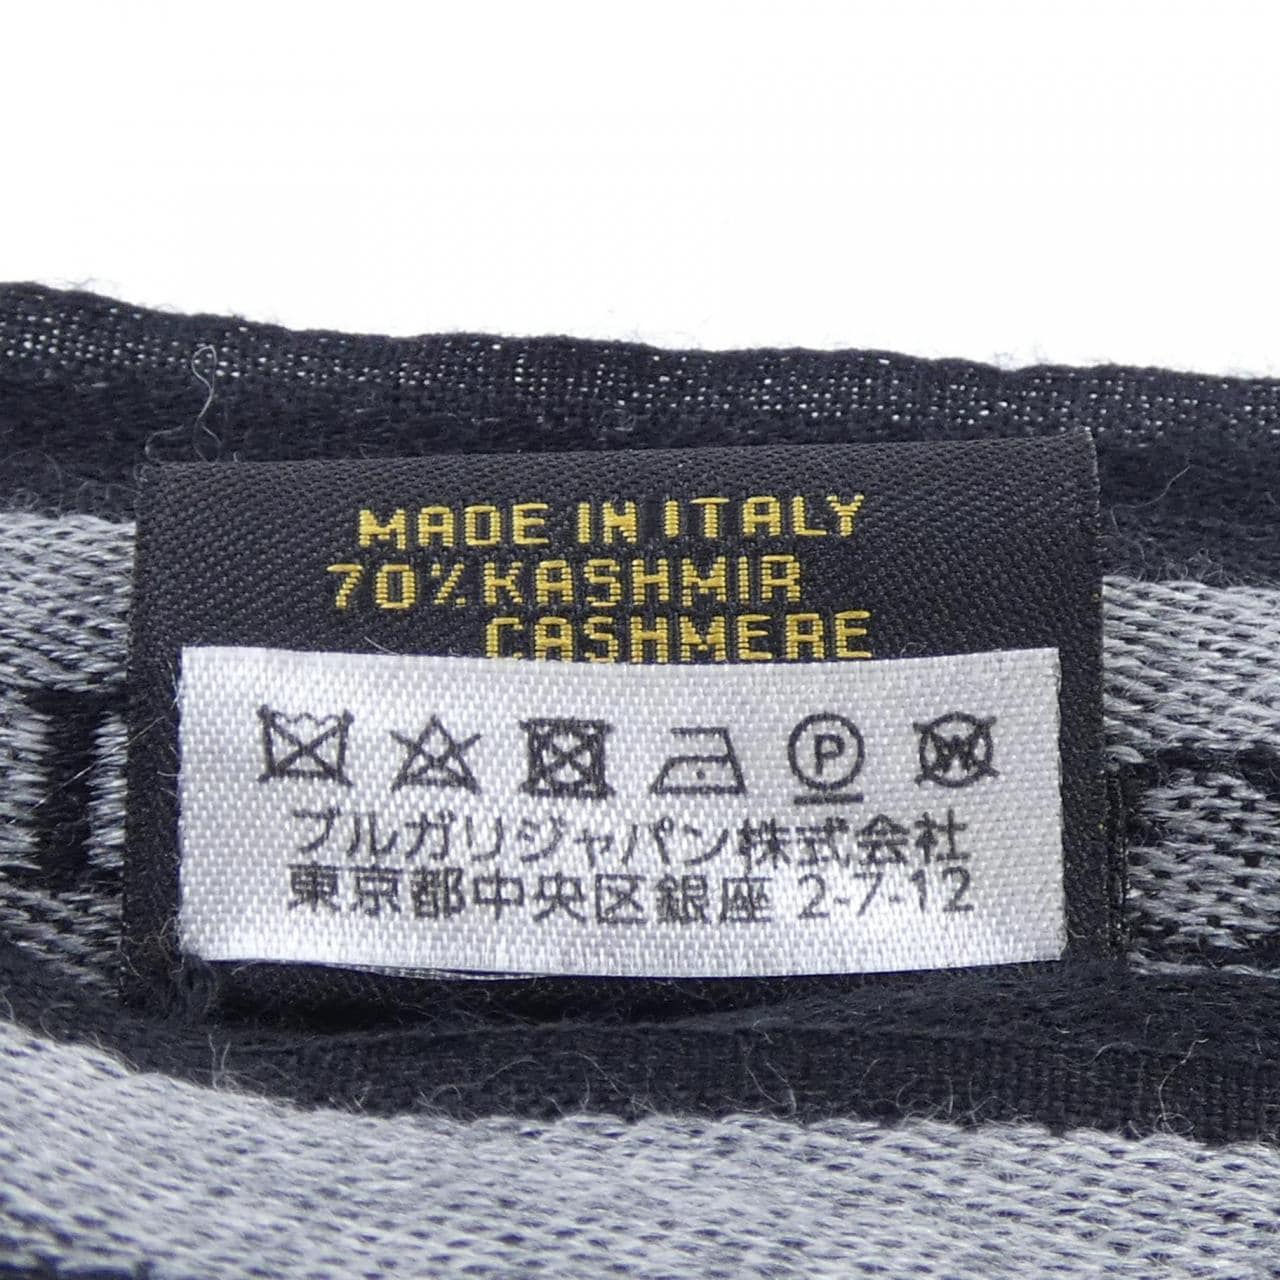 MADE IN ITALY
70% KASHMIR
CASHMERE
P W
ブルガリジャパン株式会社
東京都中央区銀座 2-7-12